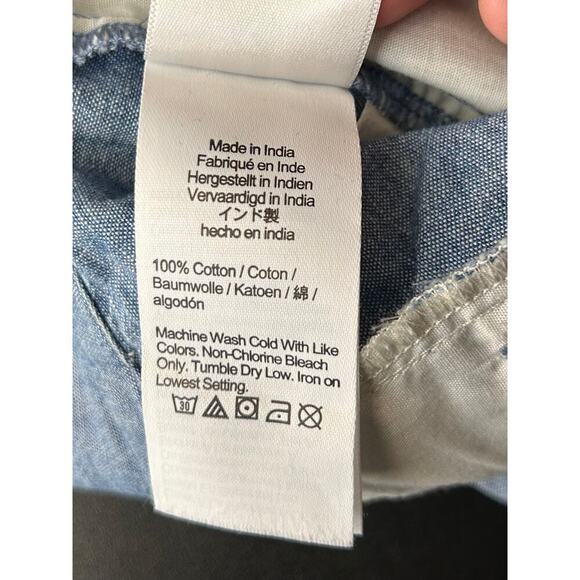 Made in India
Fabriqué en Inde
Hergestellt in Indien
Vervaardigd in India
インド製
hecho en india
100% Cotton / Coton /
Baumwolle / Katoen / 綿 /
algodón
Machine Wash Cold With Like
Colors. Non-Chlorine Bleach
Only. Tumble Dry Low. Iron on
Lowest Setting.
30